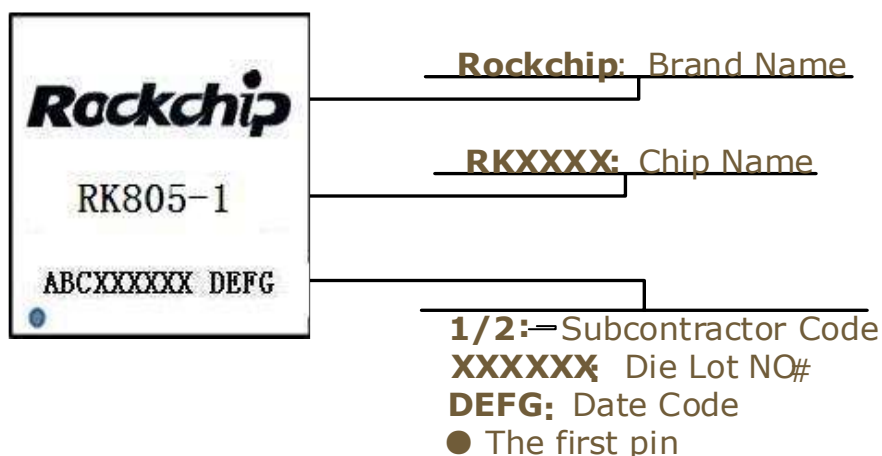 Rockchip
RK805-1
ABCXXXXXX DEFG
Rockchip: Brand Name
RKXXXX: Chip Name
1/2: Subcontractor Code
XXXXXX: Die Lot NO#
DEFG: Date Code
● The first pin